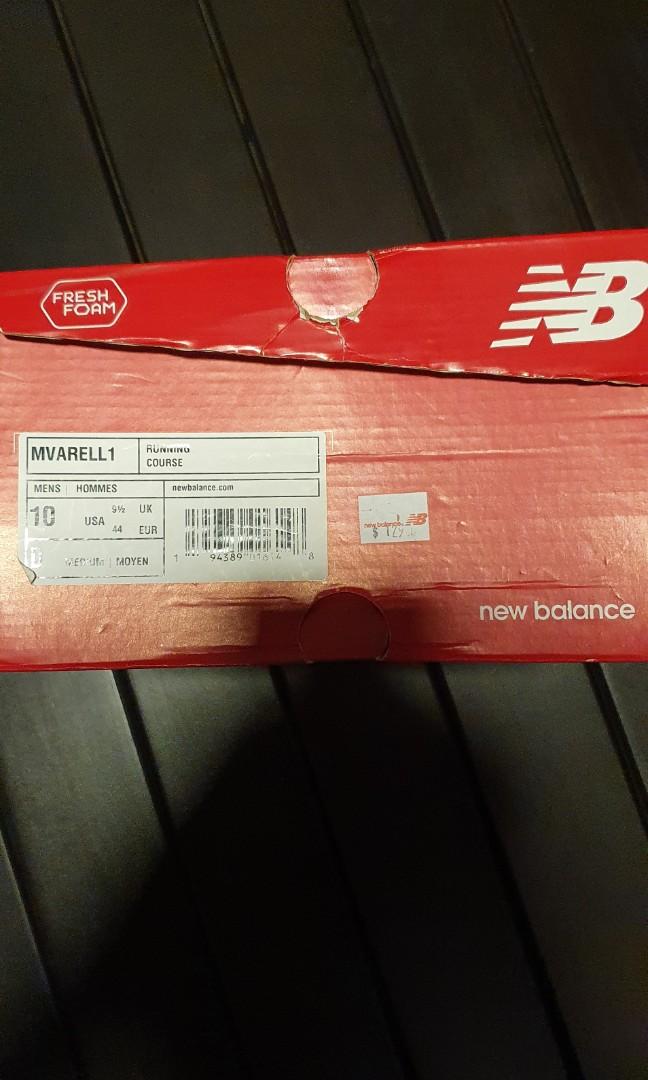 FRESH
FOAM
NB
MVARELL1
RUNNING
COURSE
MENS | HOMMES
newbalance.com
10 USA 9½ UK
44 EUR
D MEDIUM | MOYEN
new balance NB
new balance